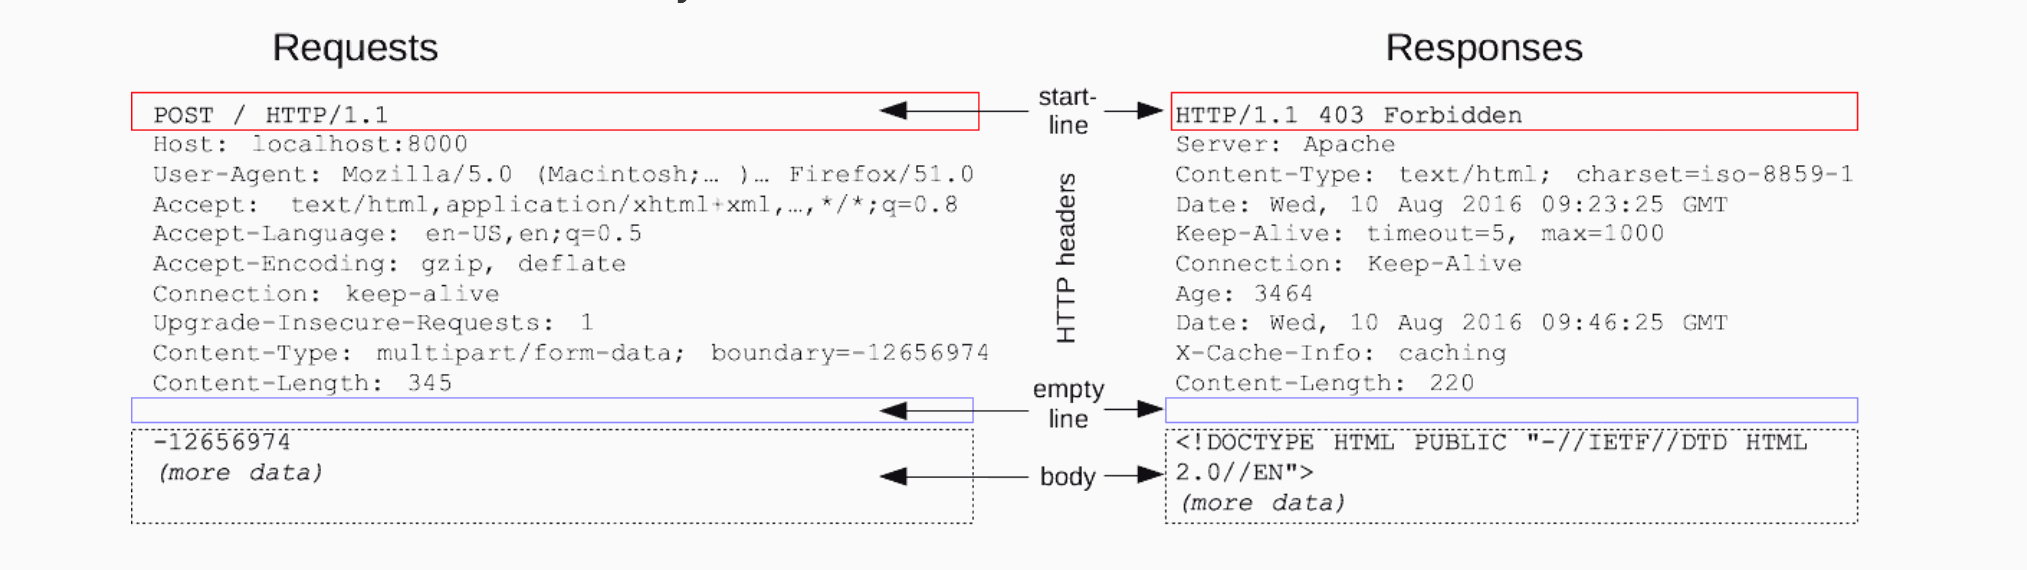 Requests
POST / HTTP/1.1
Host: localhost:8000
User-Agent: Mozilla/5.0 (Macintosh;… )… Firefox/51.0
Accept: text/html,application/xhtml+xml,…,*/*;q=0.8
Accept-Language: en-US,en;q=0.5
Accept-Encoding: gzip, deflate
Connection: keep-alive
Upgrade-Insecure-Requests: 1
Content-Type: multipart/form-data; boundary=-12656974
Content-Length: 345
-12656974
(more data)
start-
line
HTTP headers
empty
line
body
Responses
HTTP/1.1 403 Forbidden
Server: Apache
Content-Type: text/html; charset=iso-8859-1
Date: Wed, 10 Aug 2016 09:23:25 GMT
Keep-Alive: timeout=5, max=1000
Connection: Keep-Alive
Age: 3464
Date: Wed, 10 Aug 2016 09:46:25 GMT
X-Cache-Info: caching
Content-Length: 220
<!DOCTYPE HTML PUBLIC "-//IETF//DTD HTML
2.0//EN">
(more data)